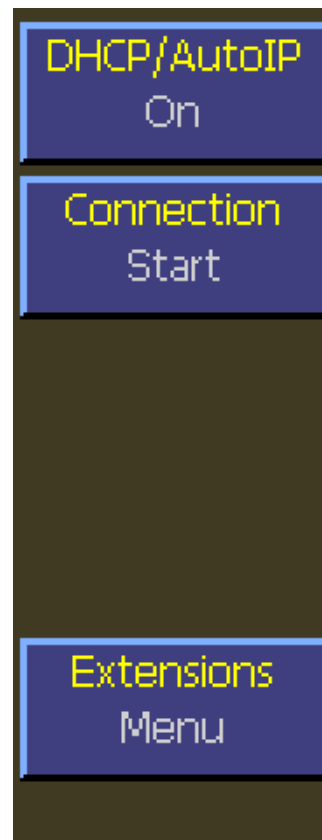 DHCP/AutoIP
On
Connection
Start
Extensions
Menu